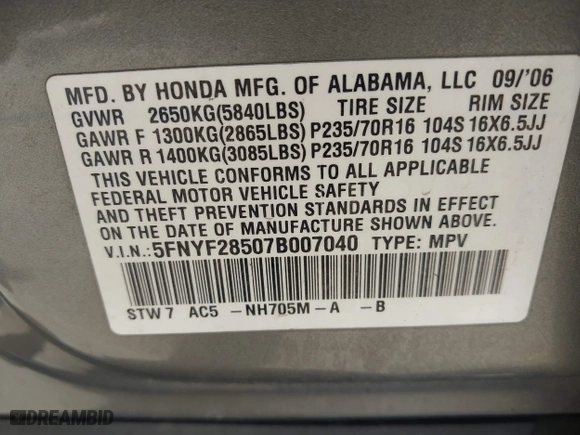 MFD. BY HONDA MFG. OF ALABAMA, LLC 09/'06
GVWR 2650KG(5840LBS) TIRE SIZE RIM SIZE
GAWR F 1300KG(2865LBS) P235/70R16 104S 16X6.5JJ
GAWR R 1400KG(3085LBS) P235/70R16 104S 16X6.5JJ
THIS VEHICLE CONFORMS TO ALL APPLICABLE
FEDERAL MOTOR VEHICLE SAFETY
AND THEFT PREVENTION STANDARDS IN EFFECT
ON THE DATE OF MANUFACTURE SHOWN ABOVE.
V.I.N.:5FNYF28507B007040 TYPE: MPV
STW7 AC5 -NH705M-A -B
DREAMBID